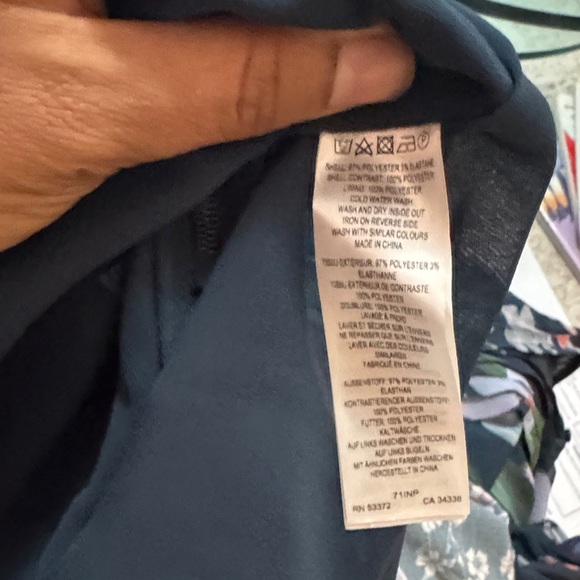 SHELL: 97% POLYESTER 3% ELASTANE
SHELL CONTRAST: 100% POLYESTER
LINING: 100% POLYESTER
COLD WATER WASH
WASH AND DRY INSIDE OUT
IRON ON REVERSE SIDE
WASH WITH SIMILAR COLOURS
MADE IN CHINA
TISSU EXTÉRIEUR: 97% POLYESTER 3%
ELASTHANNE
TISSU EXTÉRIEUR DE CONTRASTE:
100% POLYESTER
DOUBLURE: 100% POLYESTER
LAVAGE À FROID
LAVER ET SÉCHER SUR L'ENVERS
NE REPASSER QUE SUR L'ENVERS
LAVER AVEC DES COULEURS
SIMILAIRES
FABRIQUÉ EN CHINE
AUSSENSTOFF: 97% POLYESTER 3%
ELASTHAN
KONTRASTIERENDER AUSSENSTOFF:
100% POLYESTER
FUTTER: 100% POLYESTER
KALTWÄSCHE
AUF LINKS WASCHEN UND TROCKNEN
AUF LINKS BÜGELN
MIT ÄHNLICHEN FARBEN WASCHEN
HERGESTELLT IN CHINA
71INP
RN 53372 CA 34338